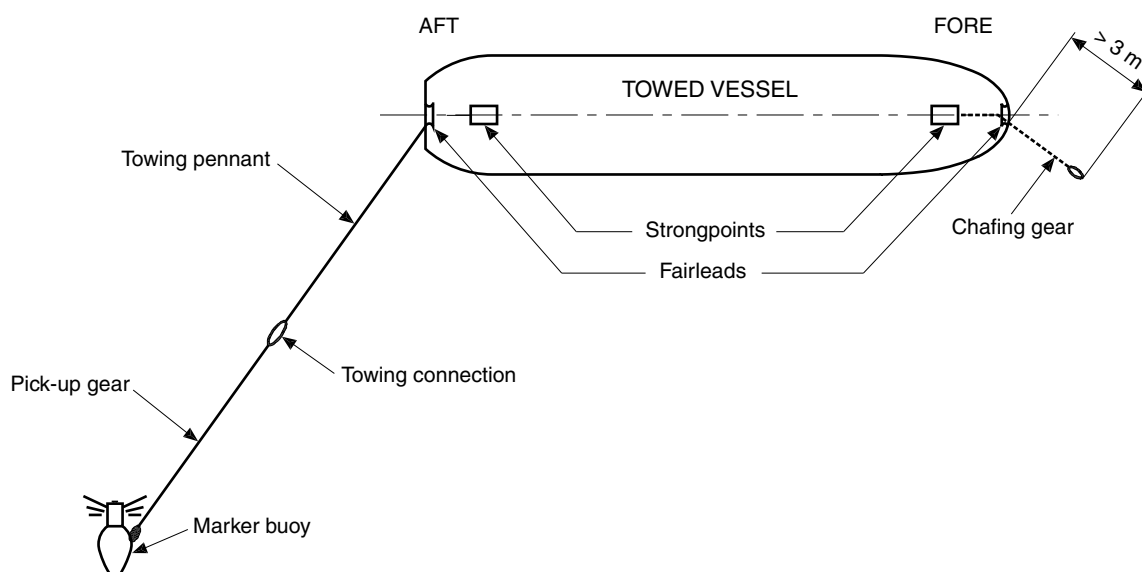 AFT
FORE
> 3 m
TOWED VESSEL
Towing pennant
Strongpoints
Chafing gear
Fairleads
Towing connection
Pick-up gear
Marker buoy